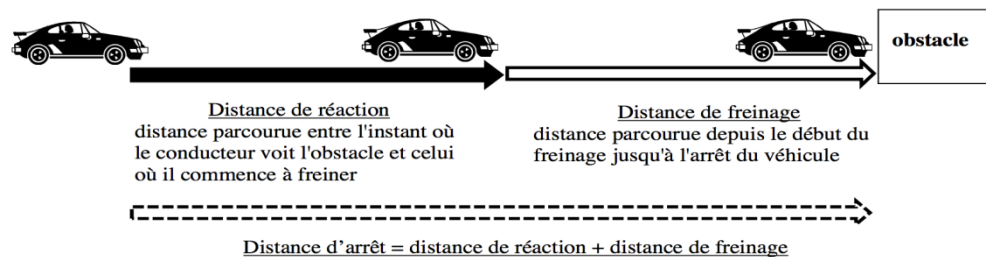 obstacle
Distance de réaction
distance parcourue entre l'instant où
le conducteur voit l'obstacle et celui
où il commence à freiner
Distance de freinage
distance parcourue depuis le début du
freinage jusqu'à l'arrêt du véhicule
Distance d'arrêt = distance de réaction + distance de freinage